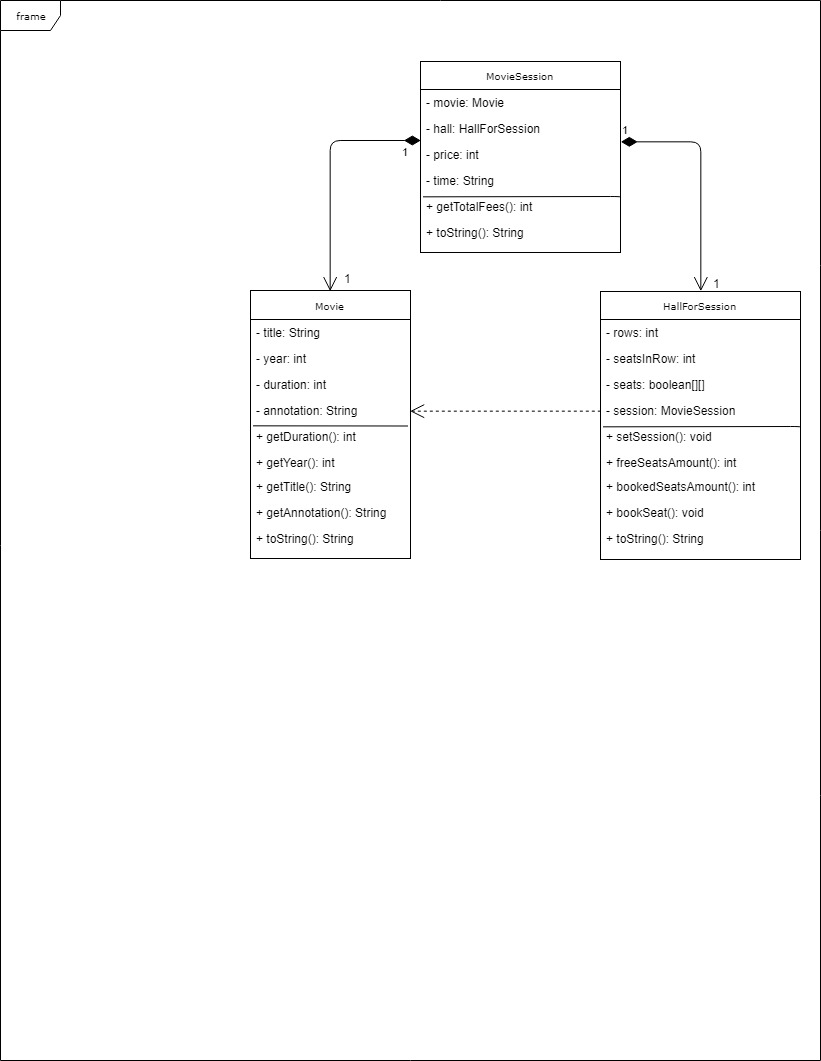 frame
MovieSession
- movie: Movie
- hall: HallForSession
- price: int
- time: String
+ getTotalFees(): int
+ toString(): String
1
1
1
1
Movie
- title: String
- year: int
- duration: int
- annotation: String
+ getDuration(): int
+ getYear(): int
+ getTitle(): String
+ getAnnotation(): String
+ toString(): String
HallForSession
- rows: int
- seatsInRow: int
- seats: boolean[][]
- session: MovieSession
+ setSession(): void
+ freeSeatsAmount(): int
+ bookedSeatsAmount(): int
+ bookSeat(): void
+ toString(): String